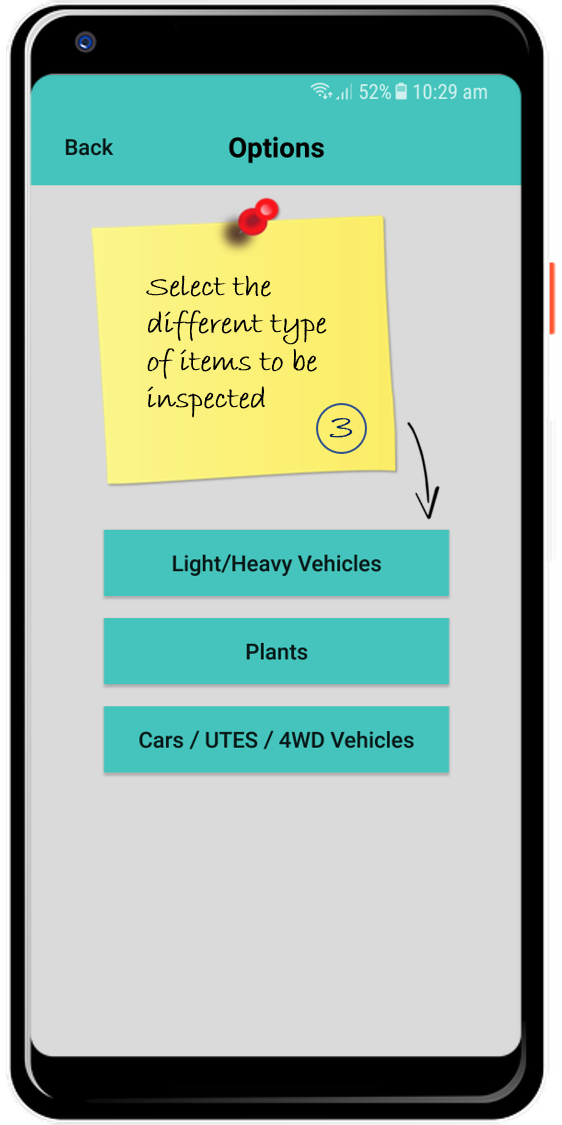 52% 10:29 am
Back Options
Select the
different type
of items to be
inspected
3
Light/Heavy Vehicles
Plants
Cars / UTES / 4WD Vehicles